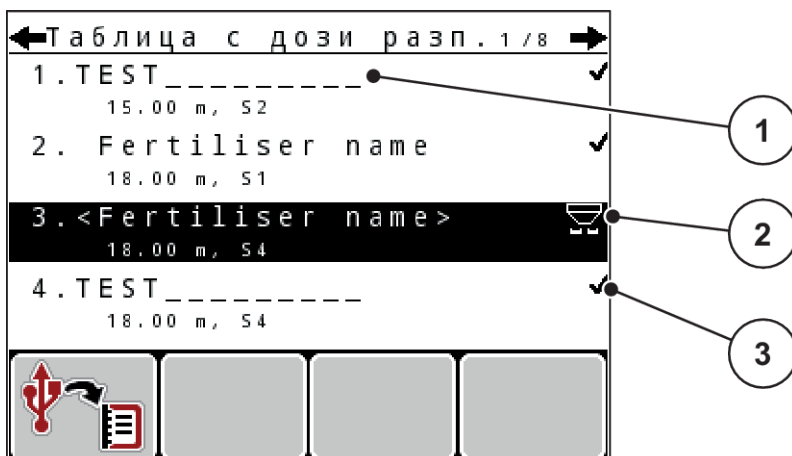 Таблица с дози разп. 1/8
1.TEST_________
15.00 m, S2
1
2. Fertiliser name
18.00 m, S1
3.<Fertiliser name>
18.00 m, S4
2
4.TEST_________
18.00 m, S4
3